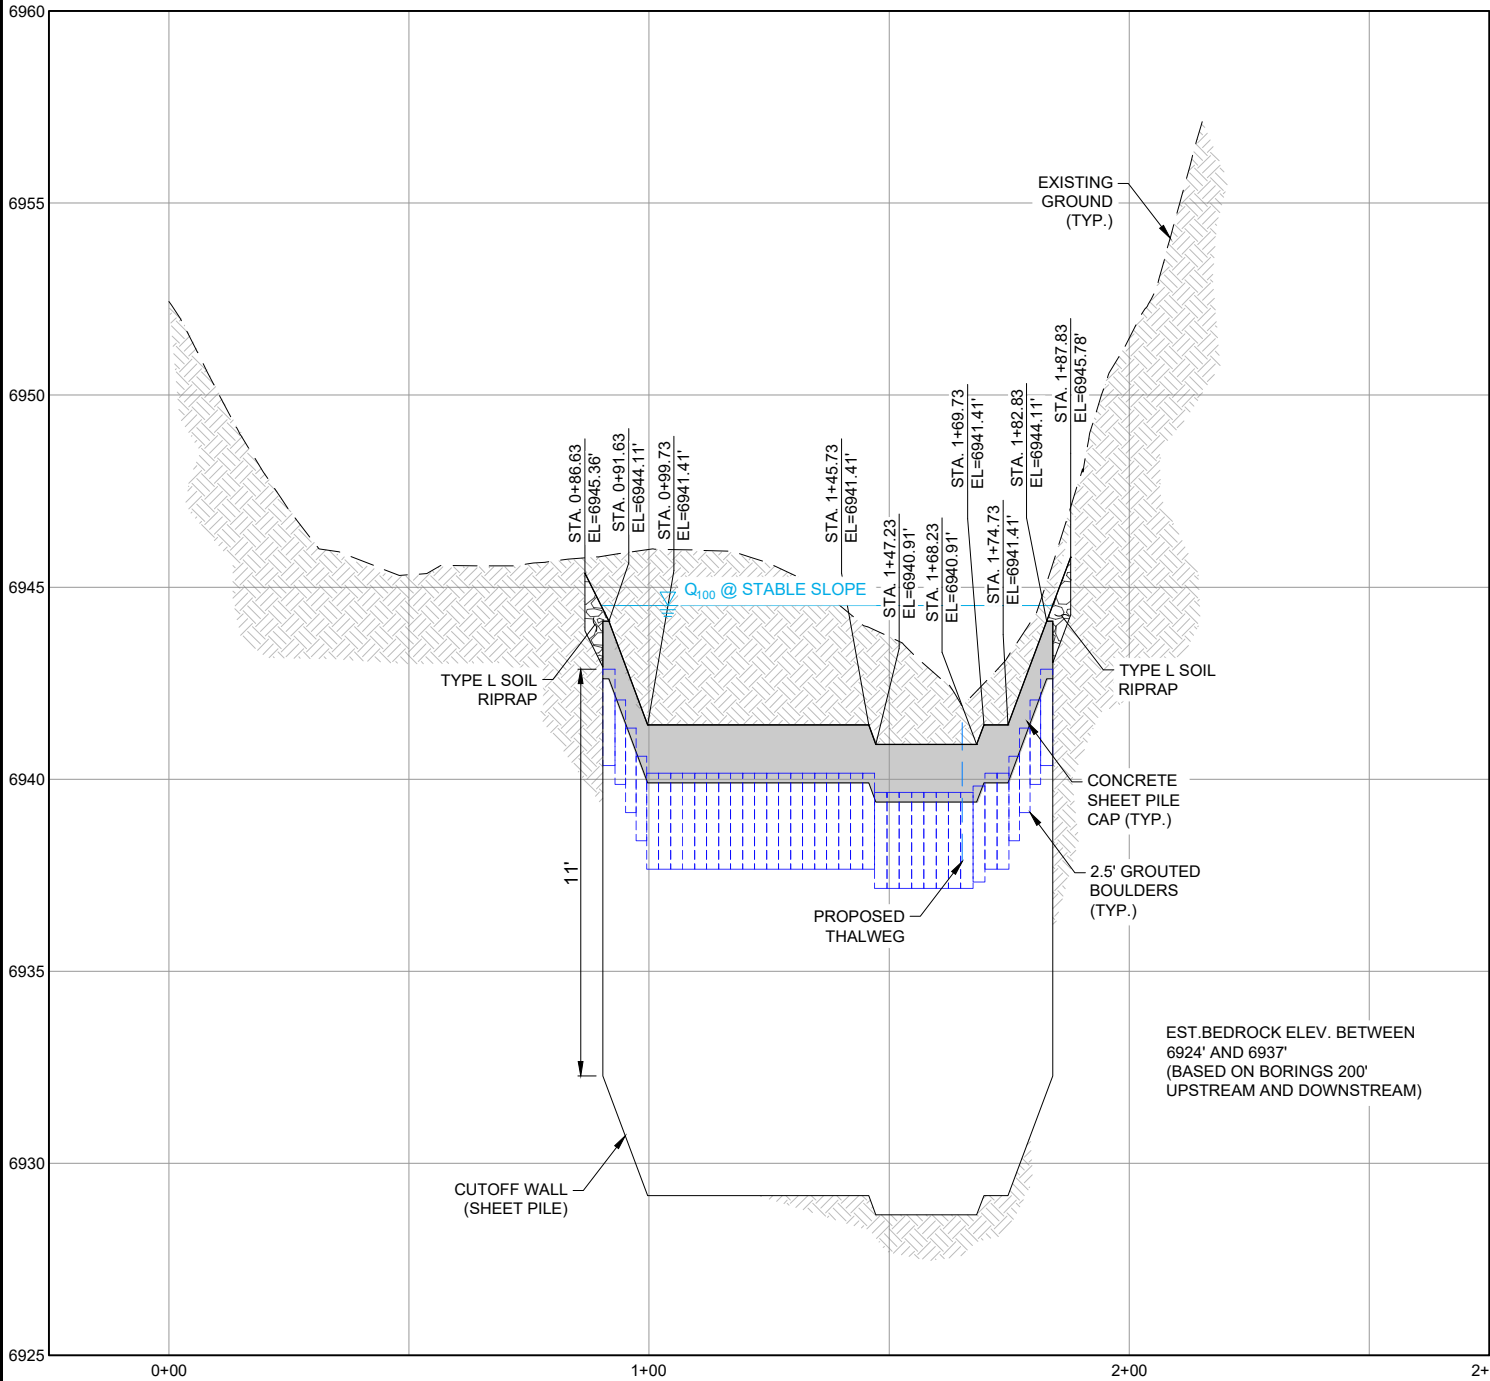 6960
6955
6950
6945
6940
6935
6930
6925
0+00
1+00
2+00
2+
EXISTING
GROUND
(TYP.)
STA. 0+86.63
EL=6945.36'
STA. 0+91.63
EL=6944.11'
STA. 0+99.73
EL=6941.41'
STA. 1+45.73
EL=6941.41'
STA. 1+47.23
EL=6940.91'
STA. 1+68.23
EL=6940.91'
STA. 1+69.73
EL=6941.41'
STA. 1+74.73
EL=6941.41'
STA. 1+82.83
EL=6944.11'
STA. 1+87.83
EL=6945.78'
Q100 @ STABLE SLOPE
TYPE L SOIL
RIPRAP
TYPE L SOIL
RIPRAP
CONCRETE
SHEET PILE
CAP (TYP.)
2.5' GROUTED
BOULDERS
(TYP.)
11'
PROPOSED
THALWEG
EST.BEDROCK ELEV. BETWEEN
6924' AND 6937'
(BASED ON BORINGS 200'
UPSTREAM AND DOWNSTREAM)
CUTOFF WALL
(SHEET PILE)